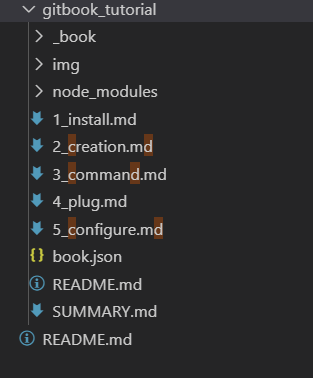 gitbook_tutorial
_book
img
node_modules
1_install.md
2_creation.md
3_command.md
4_plug.md
5_configure.md
book.json
README.md
SUMMARY.md
README.md